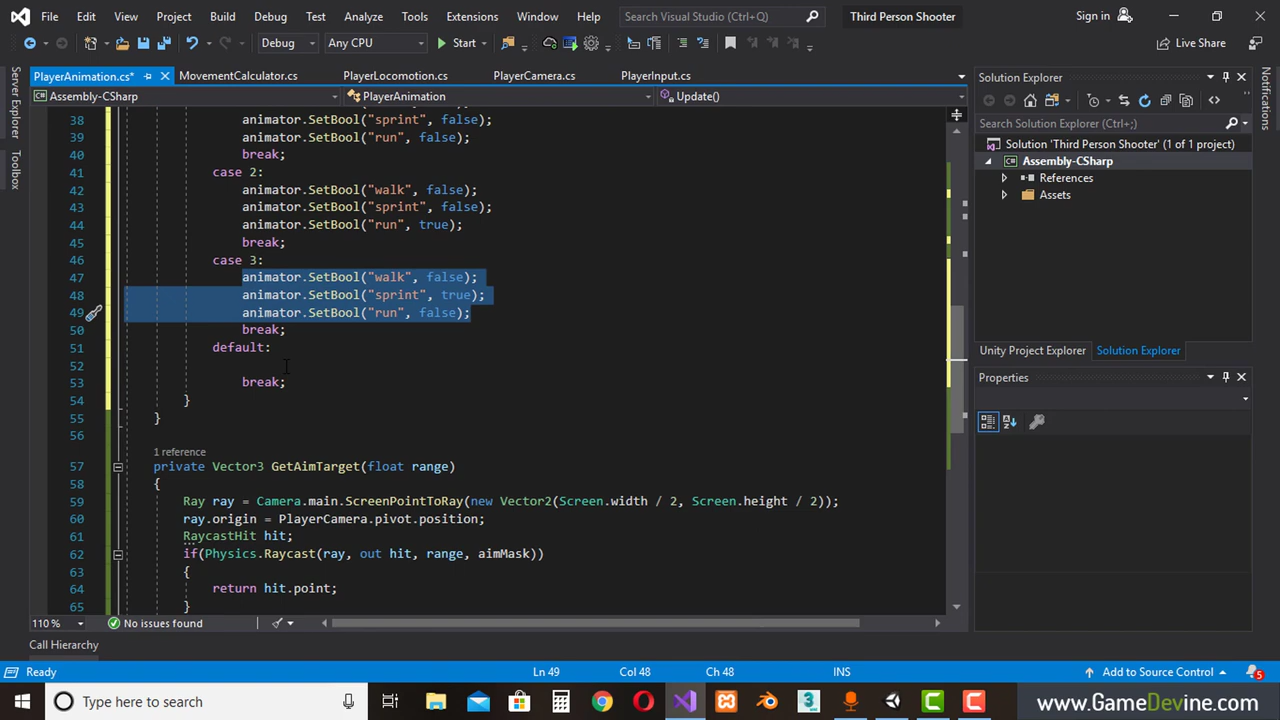 File Edit View Project Build Debug Test Analyze Tools Extensions Window Help Search Visual Studio (Ctrl+Q) Third Person Shooter Sign in
Debug Any CPU Start Live Share
PlayerAnimation.cs* MovementCalculator.cs PlayerLocomotion.cs PlayerCamera.cs PlayerInput.cs
Assembly-CSharp PlayerAnimation Update()
Server Explorer
Toolbox
38 animator.SetBool("sprint", false);
39 animator.SetBool("run", false);
40 break;
41 case 2:
42 animator.SetBool("walk", false);
43 animator.SetBool("sprint", false);
44 animator.SetBool("run", true);
45 break;
46 case 3:
47 animator.SetBool("walk", false);
48 animator.SetBool("sprint", true);
49 animator.SetBool("run", false);
50 break;
51 default:
52
53 break;
54 }
55 }
56
1 reference
57 private Vector3 GetAimTarget(float range)
58 {
59 Ray ray = Camera.main.ScreenPointToRay(new Vector2(Screen.width / 2, Screen.height / 2));
60 ray.origin = PlayerCamera.pivot.position;
61 RaycastHit hit;
62 if(Physics.Raycast(ray, out hit, range, aimMask))
63 {
64 return hit.point;
65 }
110 % No issues found
Call Hierarchy
Solution Explorer
Search Solution Explorer (Ctrl+;)
Solution 'Third Person Shooter' (1 of 1 project)
Assembly-CSharp
References
Assets
Unity Project Explorer Solution Explorer
Properties
Notifications
Ready Ln 49 Col 48 Ch 48 INS Add to Source Control 5
Type here to search
www.GameDevine.com